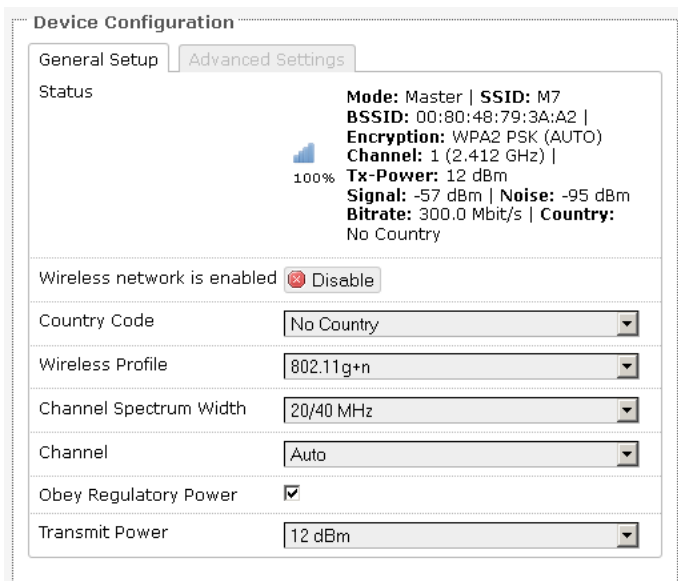 Device Configuration
General Setup
Advanced Settings
Status
100%
Mode: Master | SSID: M7
BSSID: 00:80:48:79:3A:A2 |
Encryption: WPA2 PSK (AUTO)
Channel: 1 (2.412 GHz) |
Tx-Power: 12 dBm
Signal: -57 dBm | Noise: -95 dBm
Bitrate: 300.0 Mbit/s | Country:
No Country
Wireless network is enabled Disable
Country Code No Country
Wireless Profile 802.11g+n
Channel Spectrum Width 20/40 MHz
Channel Auto
Obey Regulatory Power
Transmit Power 12 dBm